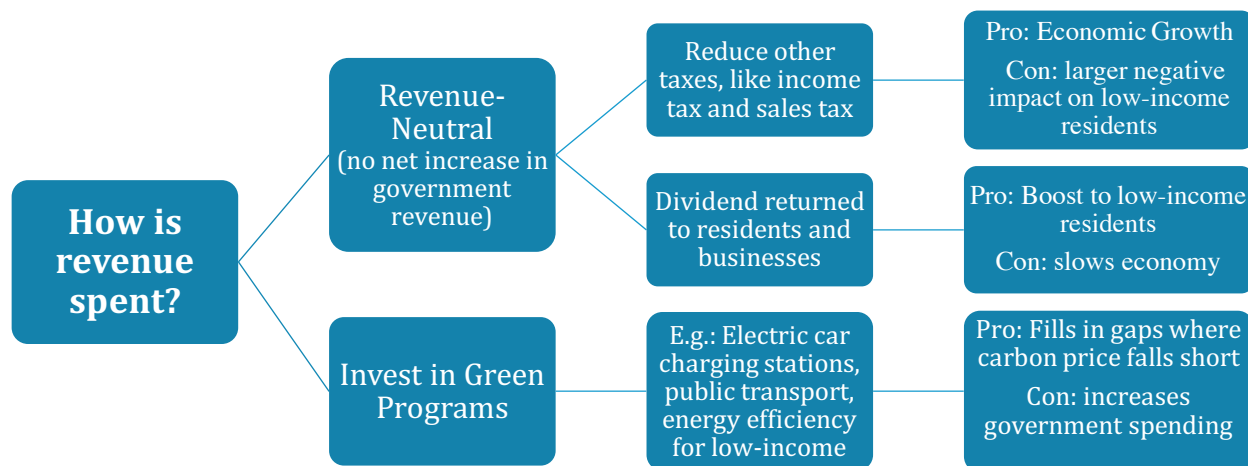 How is
revenue
spent?
Revenue-
Neutral
(no net increase in
government
revenue)
Reduce other
taxes, like income
tax and sales tax
Pro: Economic Growth
Con: larger negative
impact on low-income
residents
Dividend returned
to residents and
businesses
Pro: Boost to low-income
residents
Con: slows economy
Invest in Green
Programs
E.g.: Electric car
charging stations,
public transport,
energy efficiency
for low-income
Pro: Fills in gaps where
carbon price falls short
Con: increases
government spending